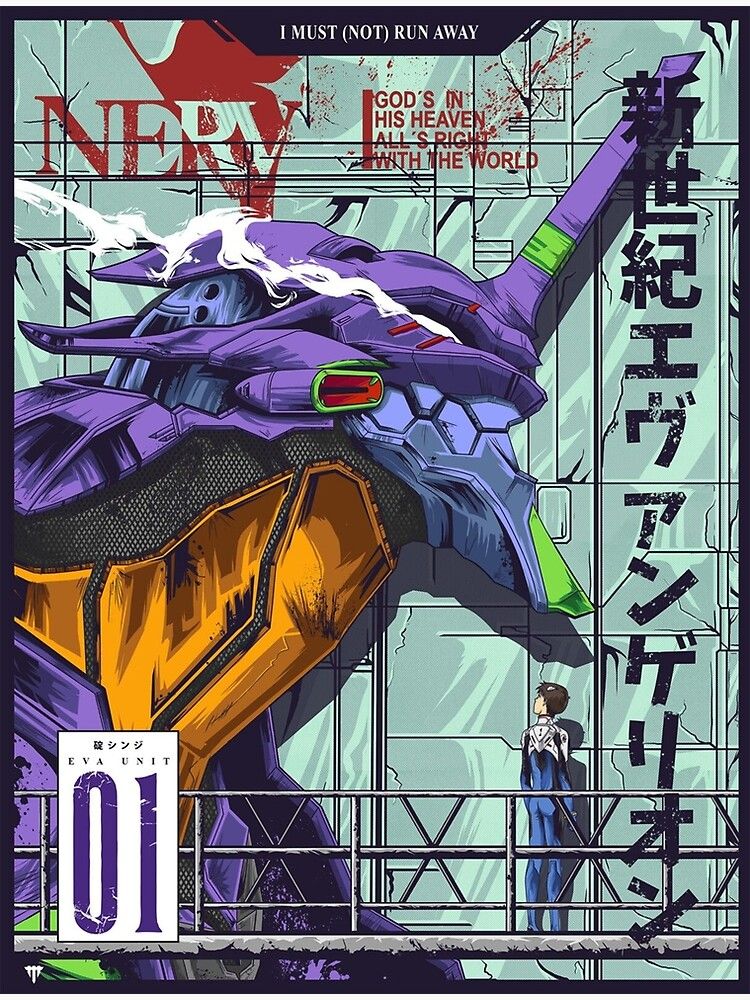 I MUST (NOT) RUN AWAY
NERV
GOD´S IN
HIS HEAVEN
ALL´S RIGHT
WITH THE WORLD
新世紀エヴァンゲリオン
碇シンジ
EVA UNIT
01